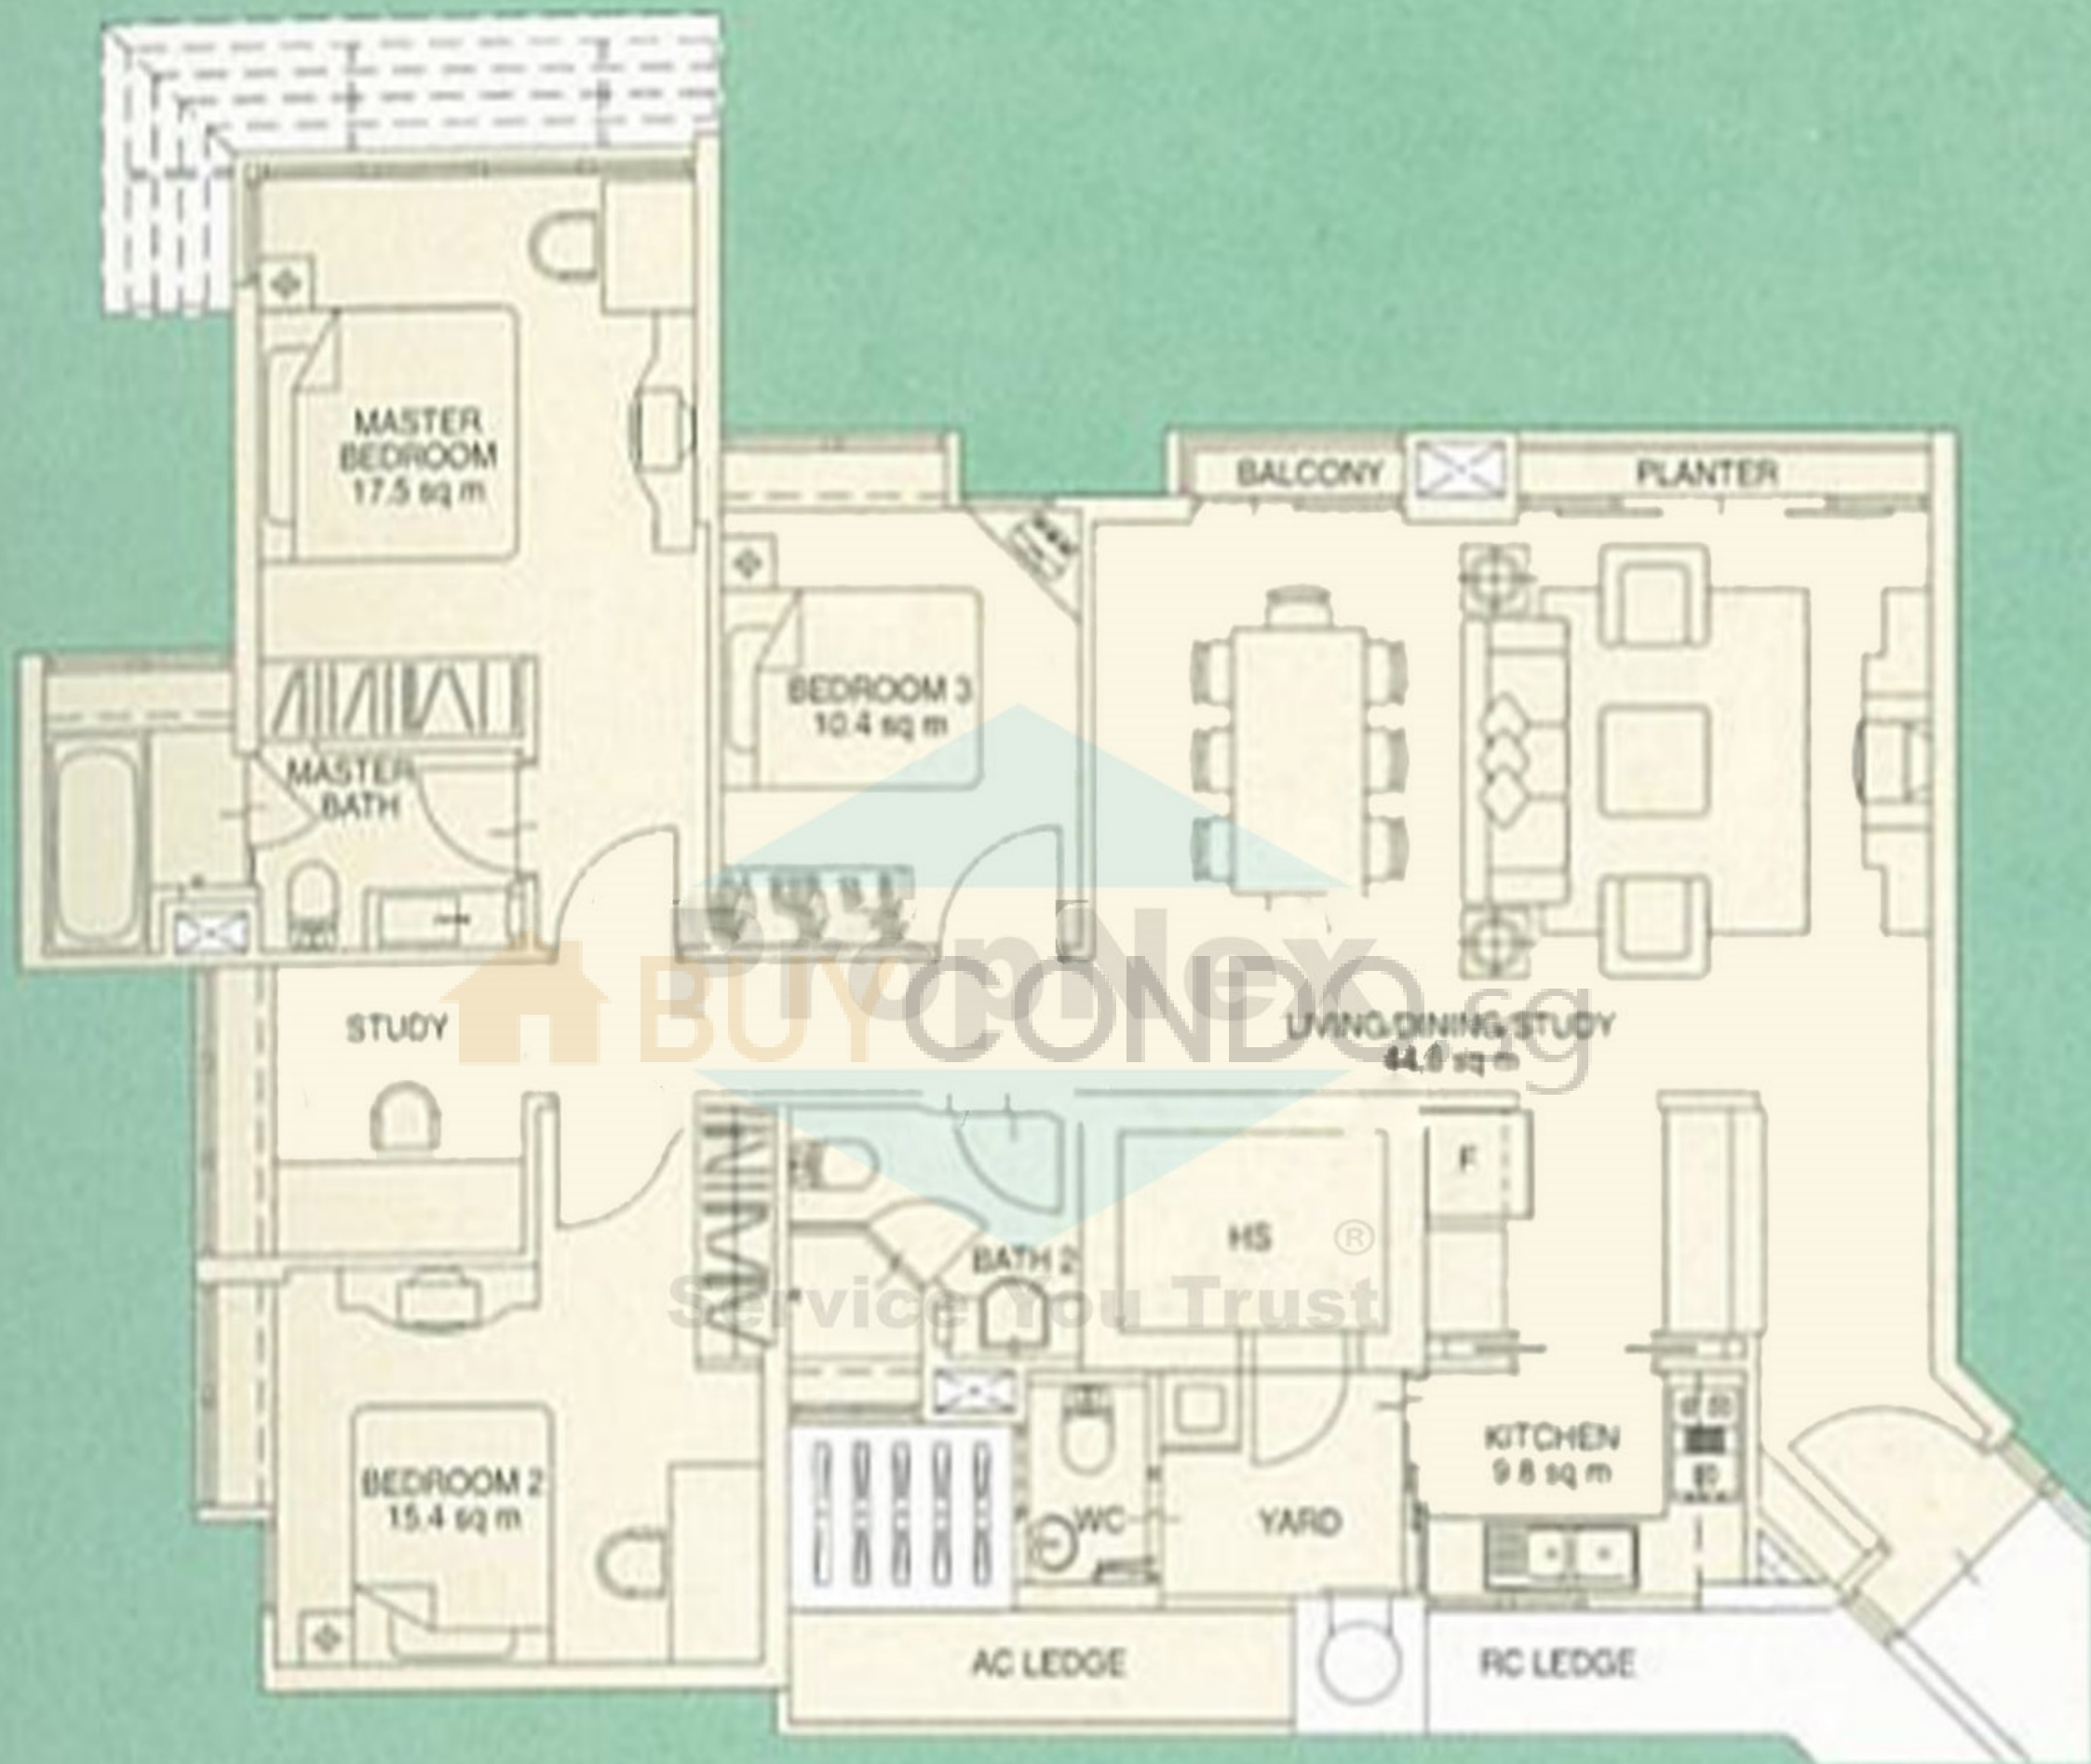 MASTER
BEDROOM
17.5 sq m
BALCONY
PLANTER
BEDROOM 3
10.4 sq m
MASTER
BATH
PropNex
BUYCONDO.sg
STUDY
LIVING/DINING/STUDY
44.8 sq m
F
HS
®
BATH 2
Service You Trust
KITCHEN
9.8 sq m
BEDROOM 2
15.4 sq m
WC
YARD
AC LEDGE
RC LEDGE